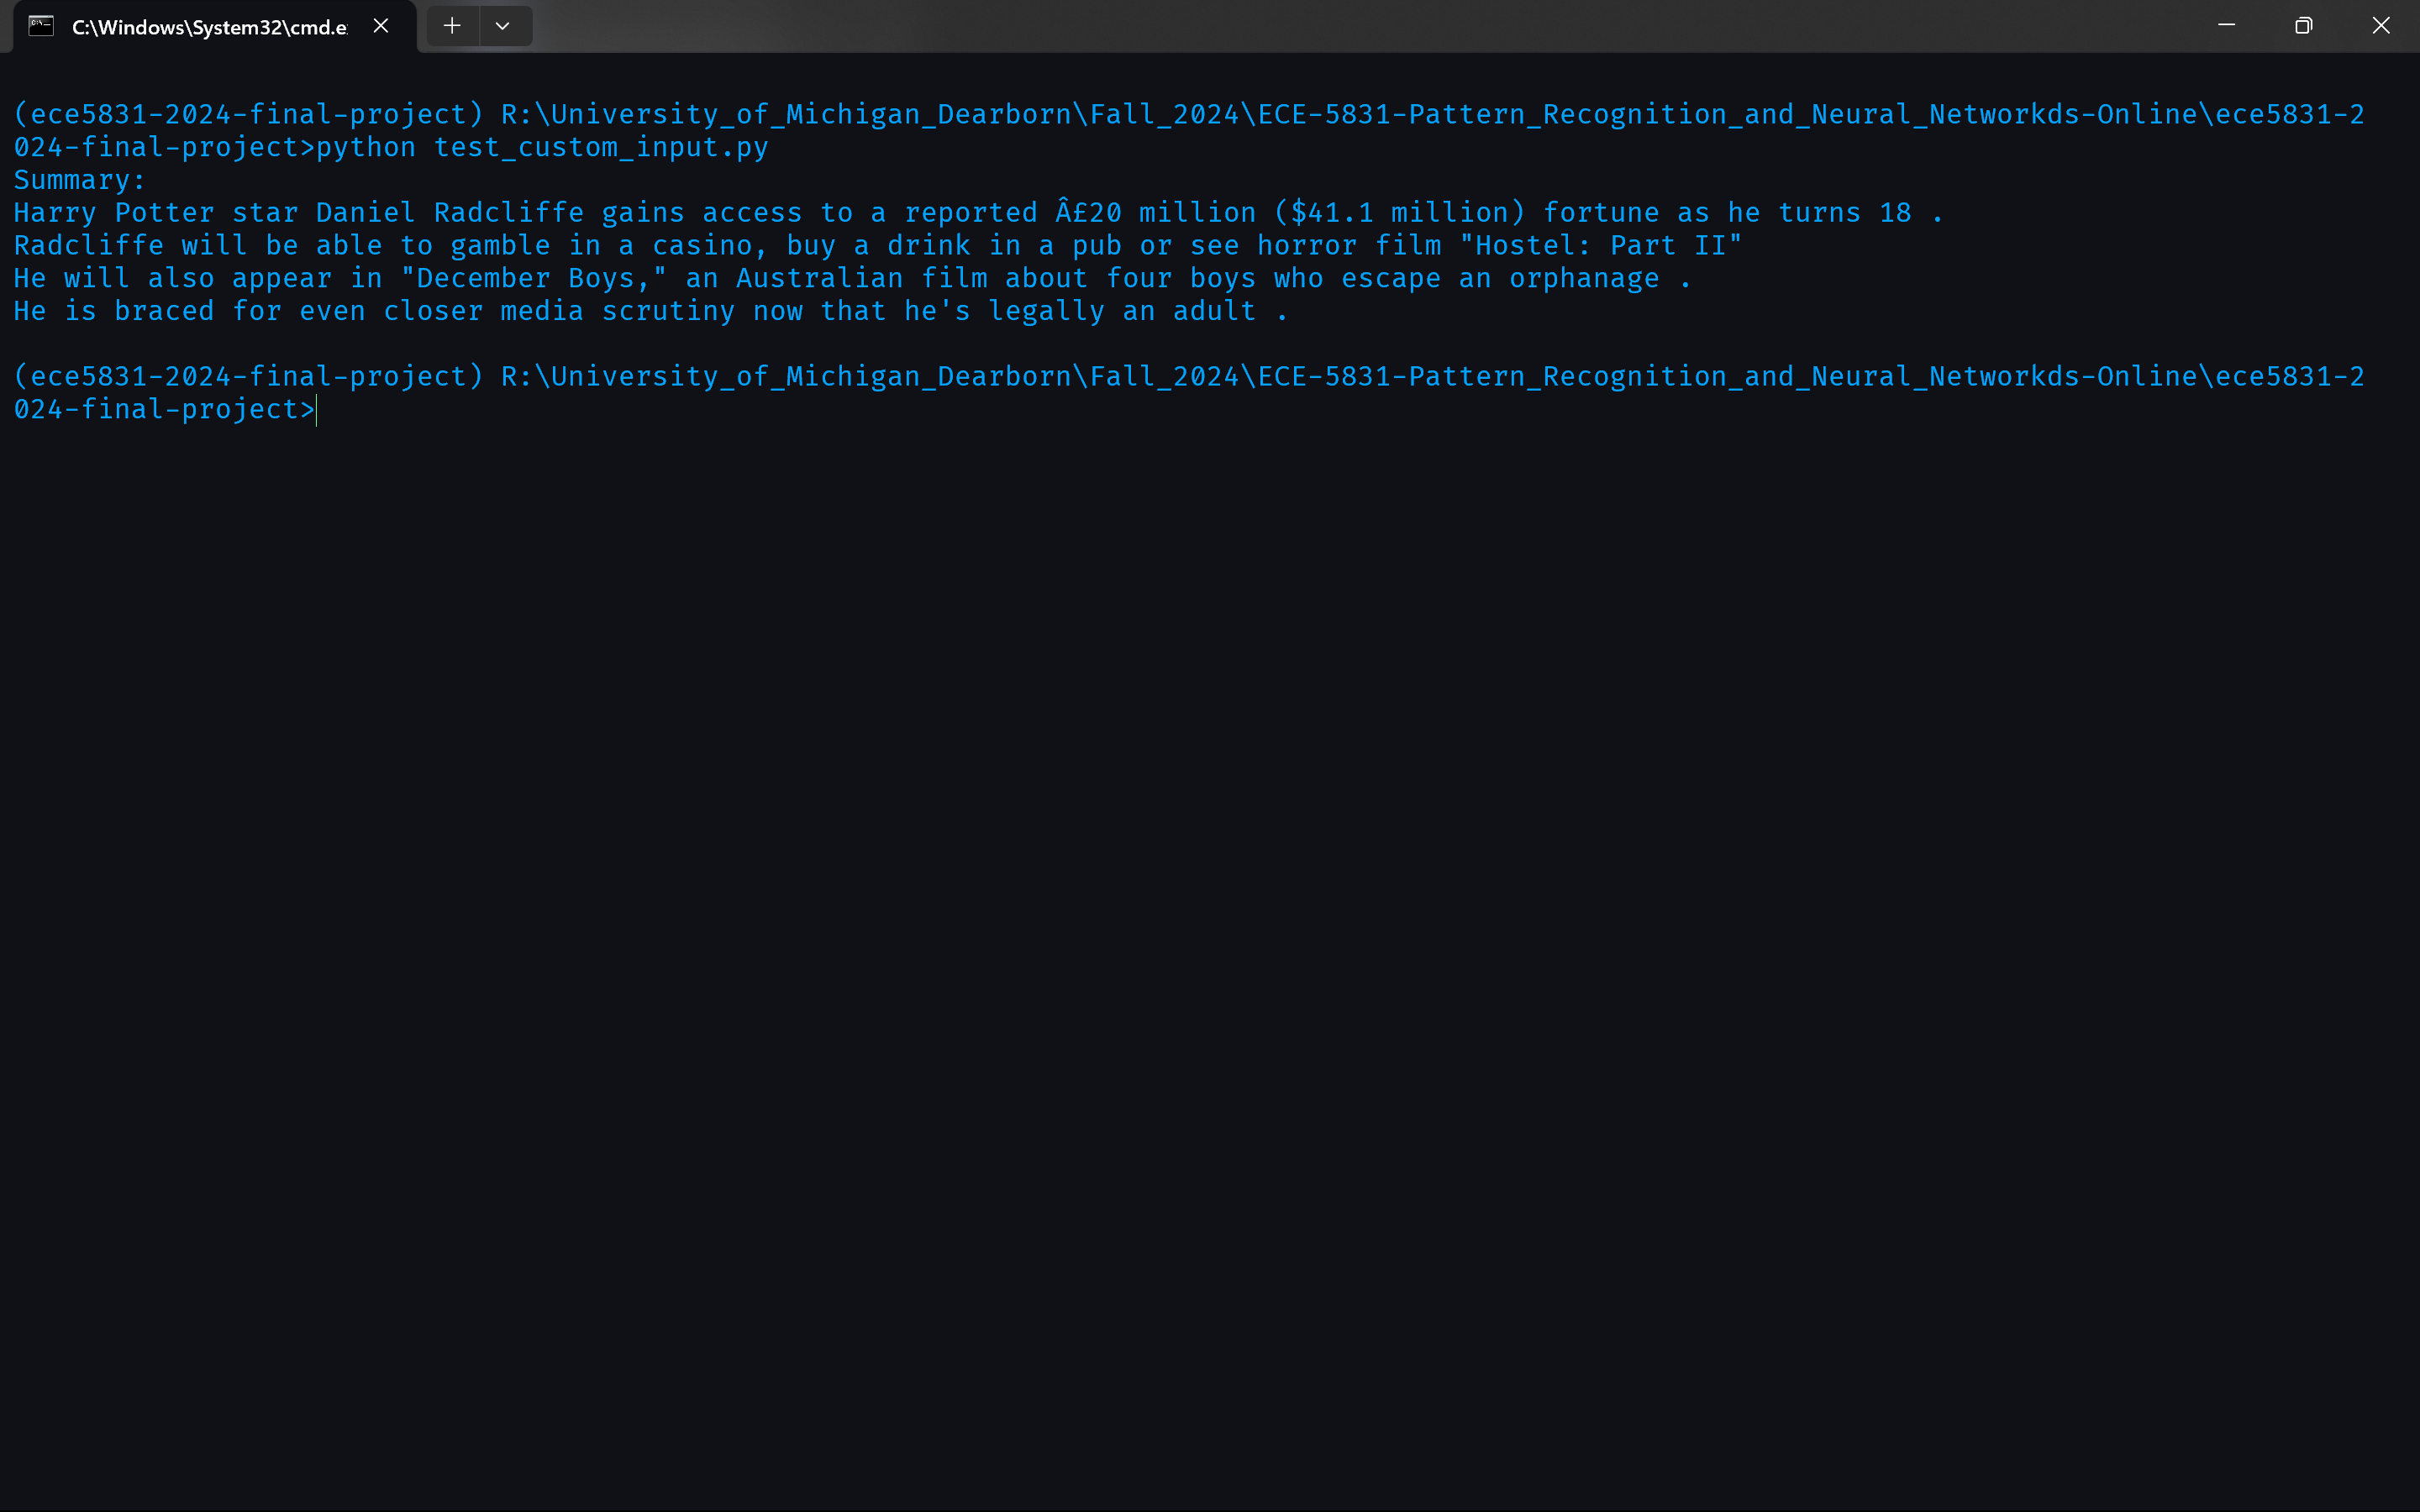 C:\Windows\System32\cmd.e
(ece5831-2024-final-project) R:\University_of_Michigan_Dearborn\Fall_2024\ECE-5831-Pattern_Recognition_and_Neural_Networkds-Online\ece5831-2
024-final-project>python test_custom_input.py
Summary:
Harry Potter star Daniel Radcliffe gains access to a reported Â£20 million ($41.1 million) fortune as he turns 18 .
Radcliffe will be able to gamble in a casino, buy a drink in a pub or see horror film "Hostel: Part II"
He will also appear in "December Boys," an Australian film about four boys who escape an orphanage .
He is braced for even closer media scrutiny now that he's legally an adult .
(ece5831-2024-final-project) R:\University_of_Michigan_Dearborn\Fall_2024\ECE-5831-Pattern_Recognition_and_Neural_Networkds-Online\ece5831-2
024-final-project>